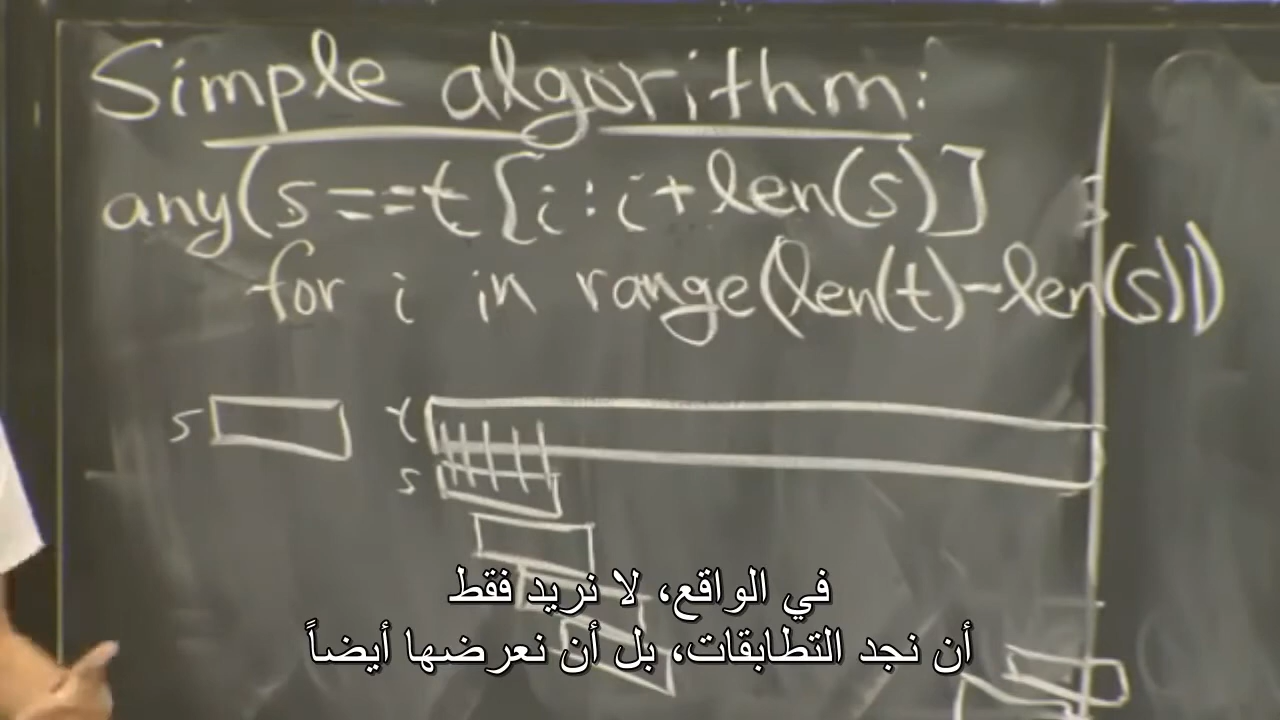 Simple algorithm:
any(s==t[i:i+len(s)]
for i in range(len(t)-len(s)))
s t
s
في الواقع، لا نريد فقط
أن نجد التطابقات، بل أن نعرضها أيضاً